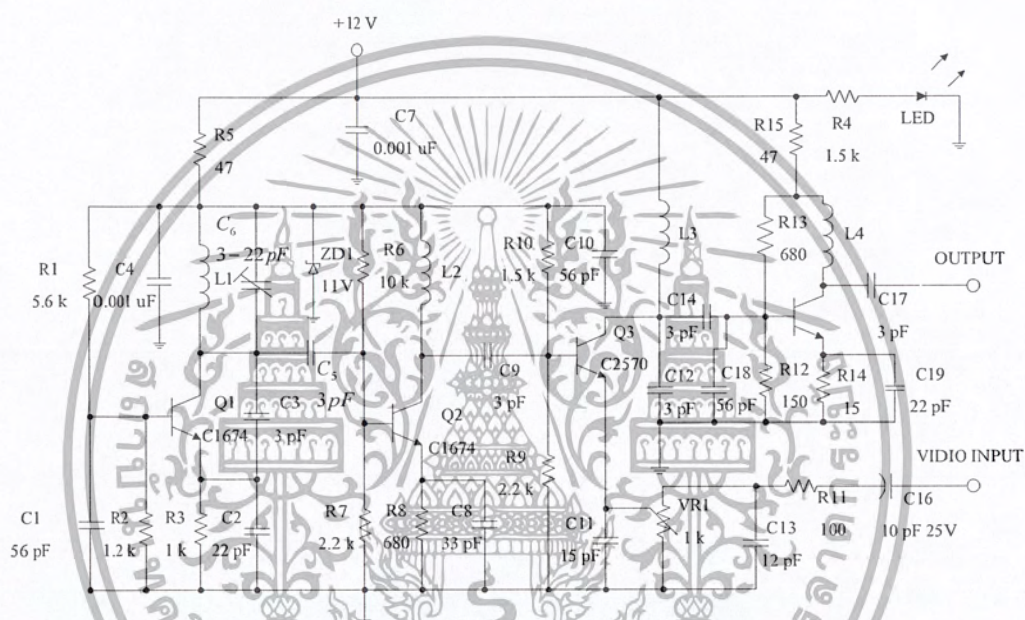 +12 V
C7
0.001 uF
R5
47
R15
47
R4
1.5 k
LED
C6
3-22pF
L1
ZD1
11V
R6
10 k
L2
R10
1.5 k
C10
56 pF
L3
R13
680
L4
OUTPUT
R1
5.6 k
C4
0.001 uF
C5
3pF
C9
3 pF
Q3
C2570
C14
3 pF
C17
3 pF
Q1
C1674
C3
3 pF
Q2
C1674
C12
3 pF
C18
56 pF
R12
150
R14
15
C19
22 pF
R9
2.2 k
VIDIO INPUT
C1
56 pF
R2
1.2 k
R3
1 k
C2
22 pF
R7
2.2 k
R8
680
C8
33 pF
C11
15 pF
VR1
1 k
C13
12 pF
R11
100
C16
10 pF 25V